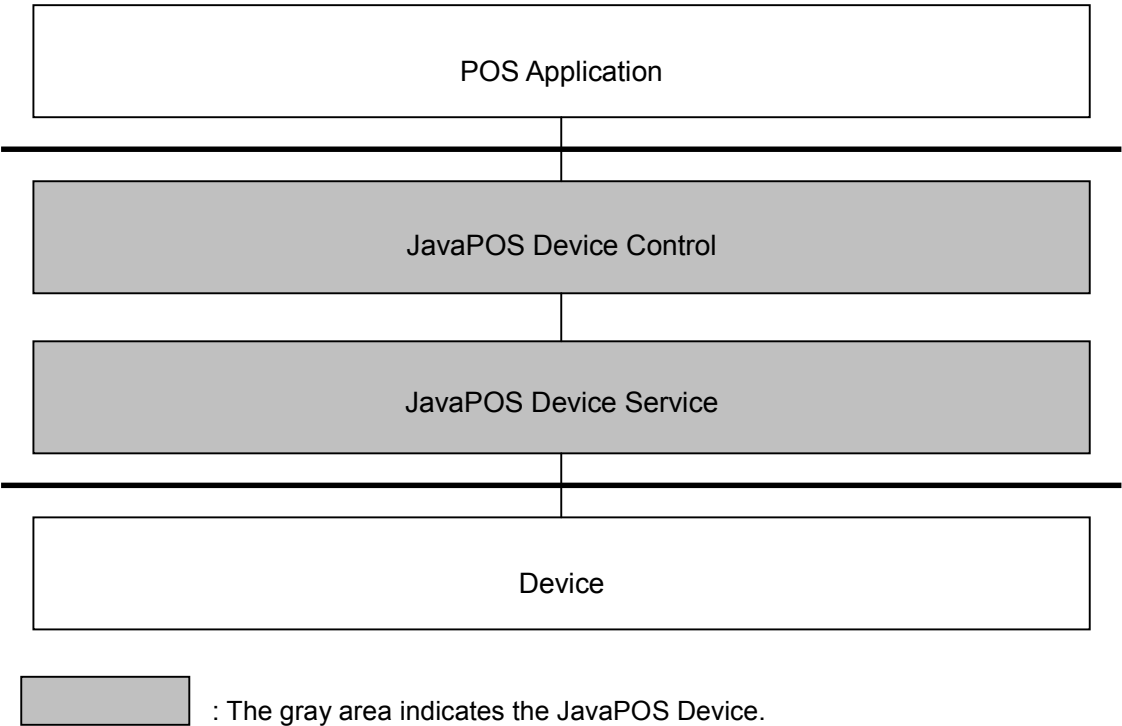 POS Application
JavaPOS Device Control
JavaPOS Device Service
Device
: The gray area indicates the JavaPOS Device.